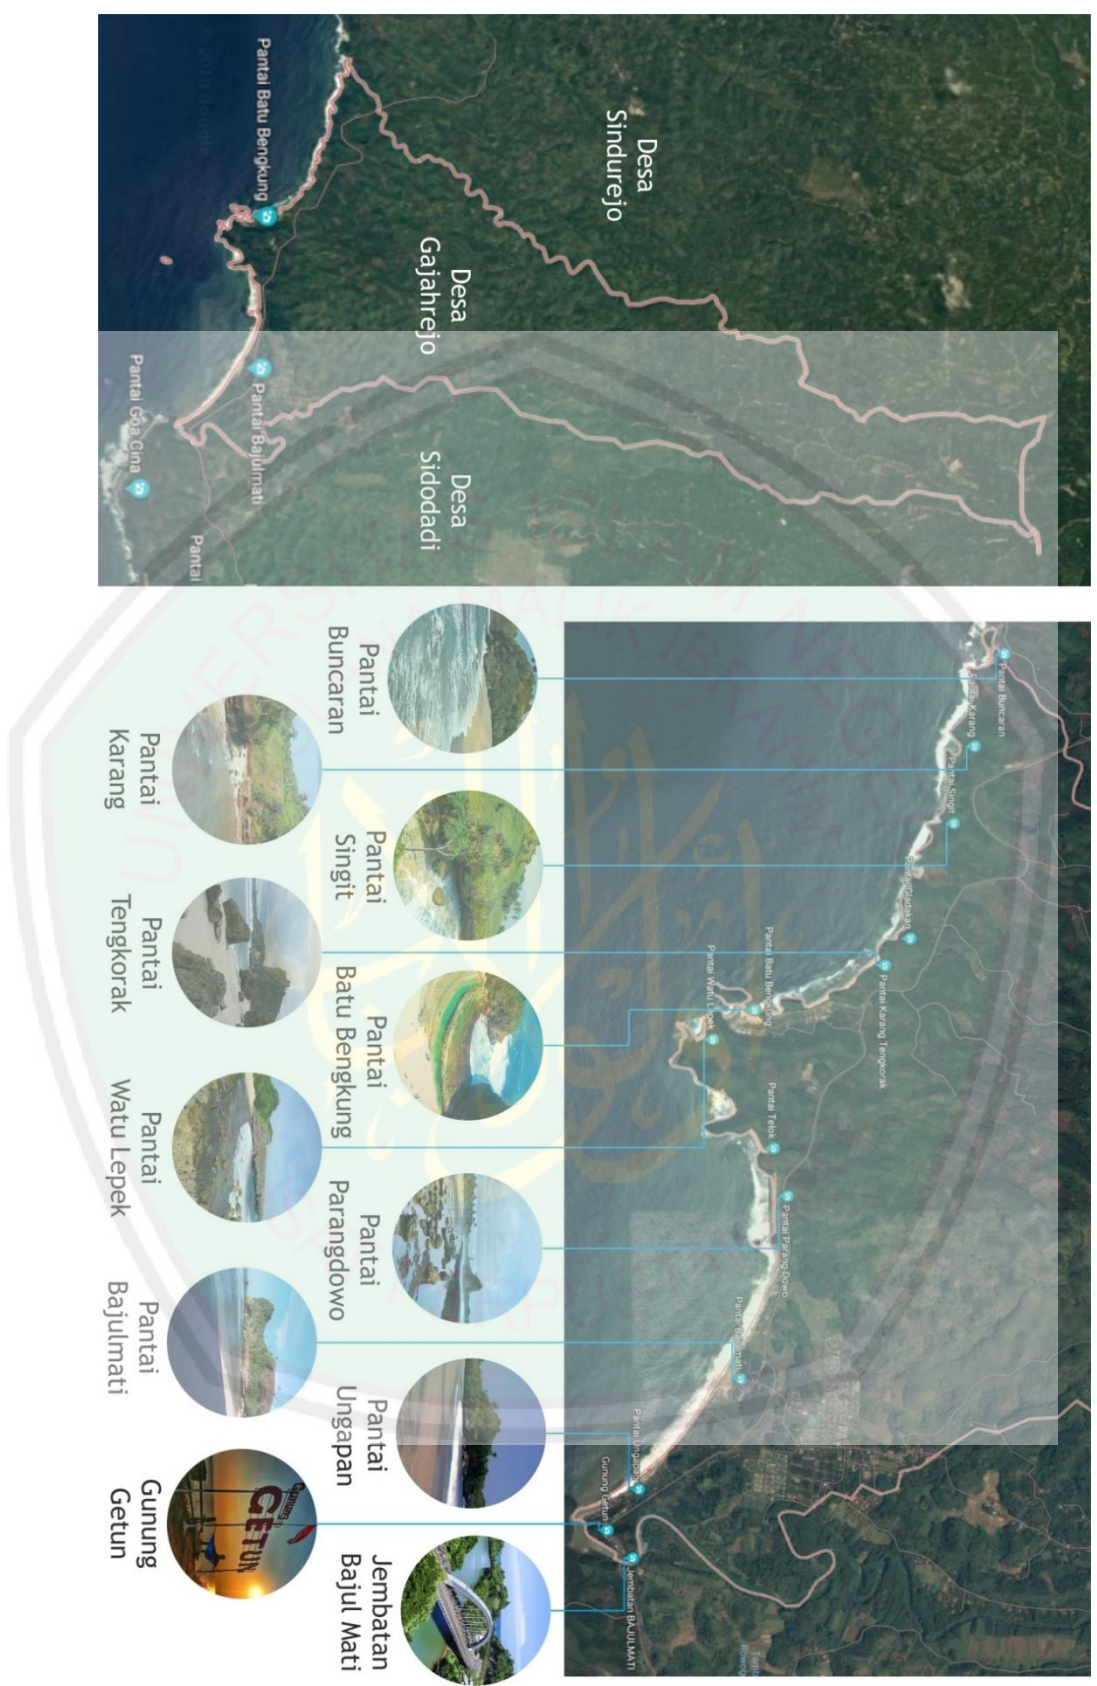 Desa
Sindurejo
Desa
Gajahrejo
Desa
Sidodadi
Pantai Batu Bengkung
Pantai Bajulmati
Pantai Goa Cina
Pantai
Pantai Buncaran
Pantai Karang
Pantai Singit
Pantai Gladakan
Pantai Karang Tengkorak
Pantai Batu Bengkung
Pantai Watu Lepek
Pantai Telok
Pantai Parang Dowo
Pantai Bajulmati
Pantai Ungapan
Gunung Getun
Jembatan BAJULMATI
Pantai
Buncaran
Pantai
Singit
Pantai
Batu Bengkung
Pantai
Parangdowo
Pantai
Ungapan
Jembatan
Bajul Mati
Pantai
Karang
Pantai
Tengkorak
Pantai
Watu Lepek
Pantai
Bajulmati
Gunung
Getun
GETUN